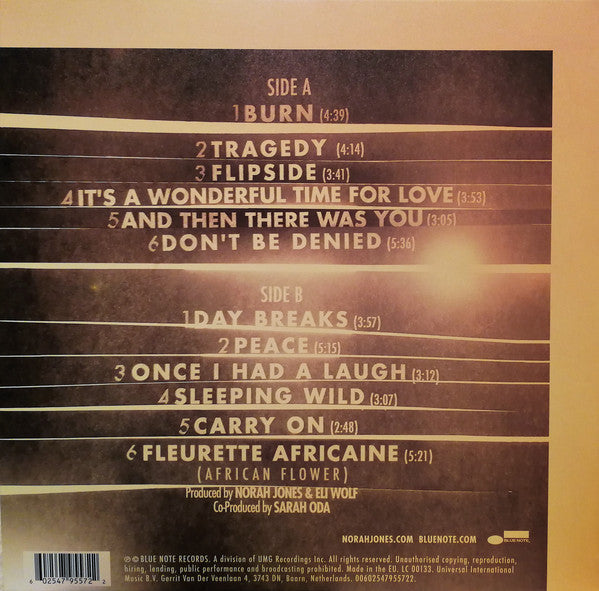 SIDE A
1 BURN (4:39)
2 TRAGEDY (4:14)
3 FLIPSIDE (3:41)
4 IT'S A WONDERFUL TIME FOR LOVE (3:53)
5 AND THEN THERE WAS YOU (3:05)
6 DON'T BE DENIED (5:36)
SIDE B
1 DAY BREAKS (3:57)
2 PEACE (5:15)
3 ONCE I HAD A LAUGH (3:12)
4 SLEEPING WILD (3:07)
5 CARRY ON (2:48)
6 FLEURETTE AFRICAINE (5:21)
(AFRICAN FLOWER)
Produced by NORAH JONES & ELI WOLF
Co-Produced by SARAH ODA
NORAHJONES.COM BLUENOTE.COM
℗ © BLUE NOTE RECORDS. A division of UMG Recordings Inc. All rights reserved. Unauthorised copying, reproduction,
hiring, lending, public performance and broadcasting prohibited. Made in the EU. LC 00133. Universal International
Music B.V. Gerrit Van Der Veenlaan 4, 3743 DN, Baarn, Netherlands. 00602547955722.
6 02547 95572 2